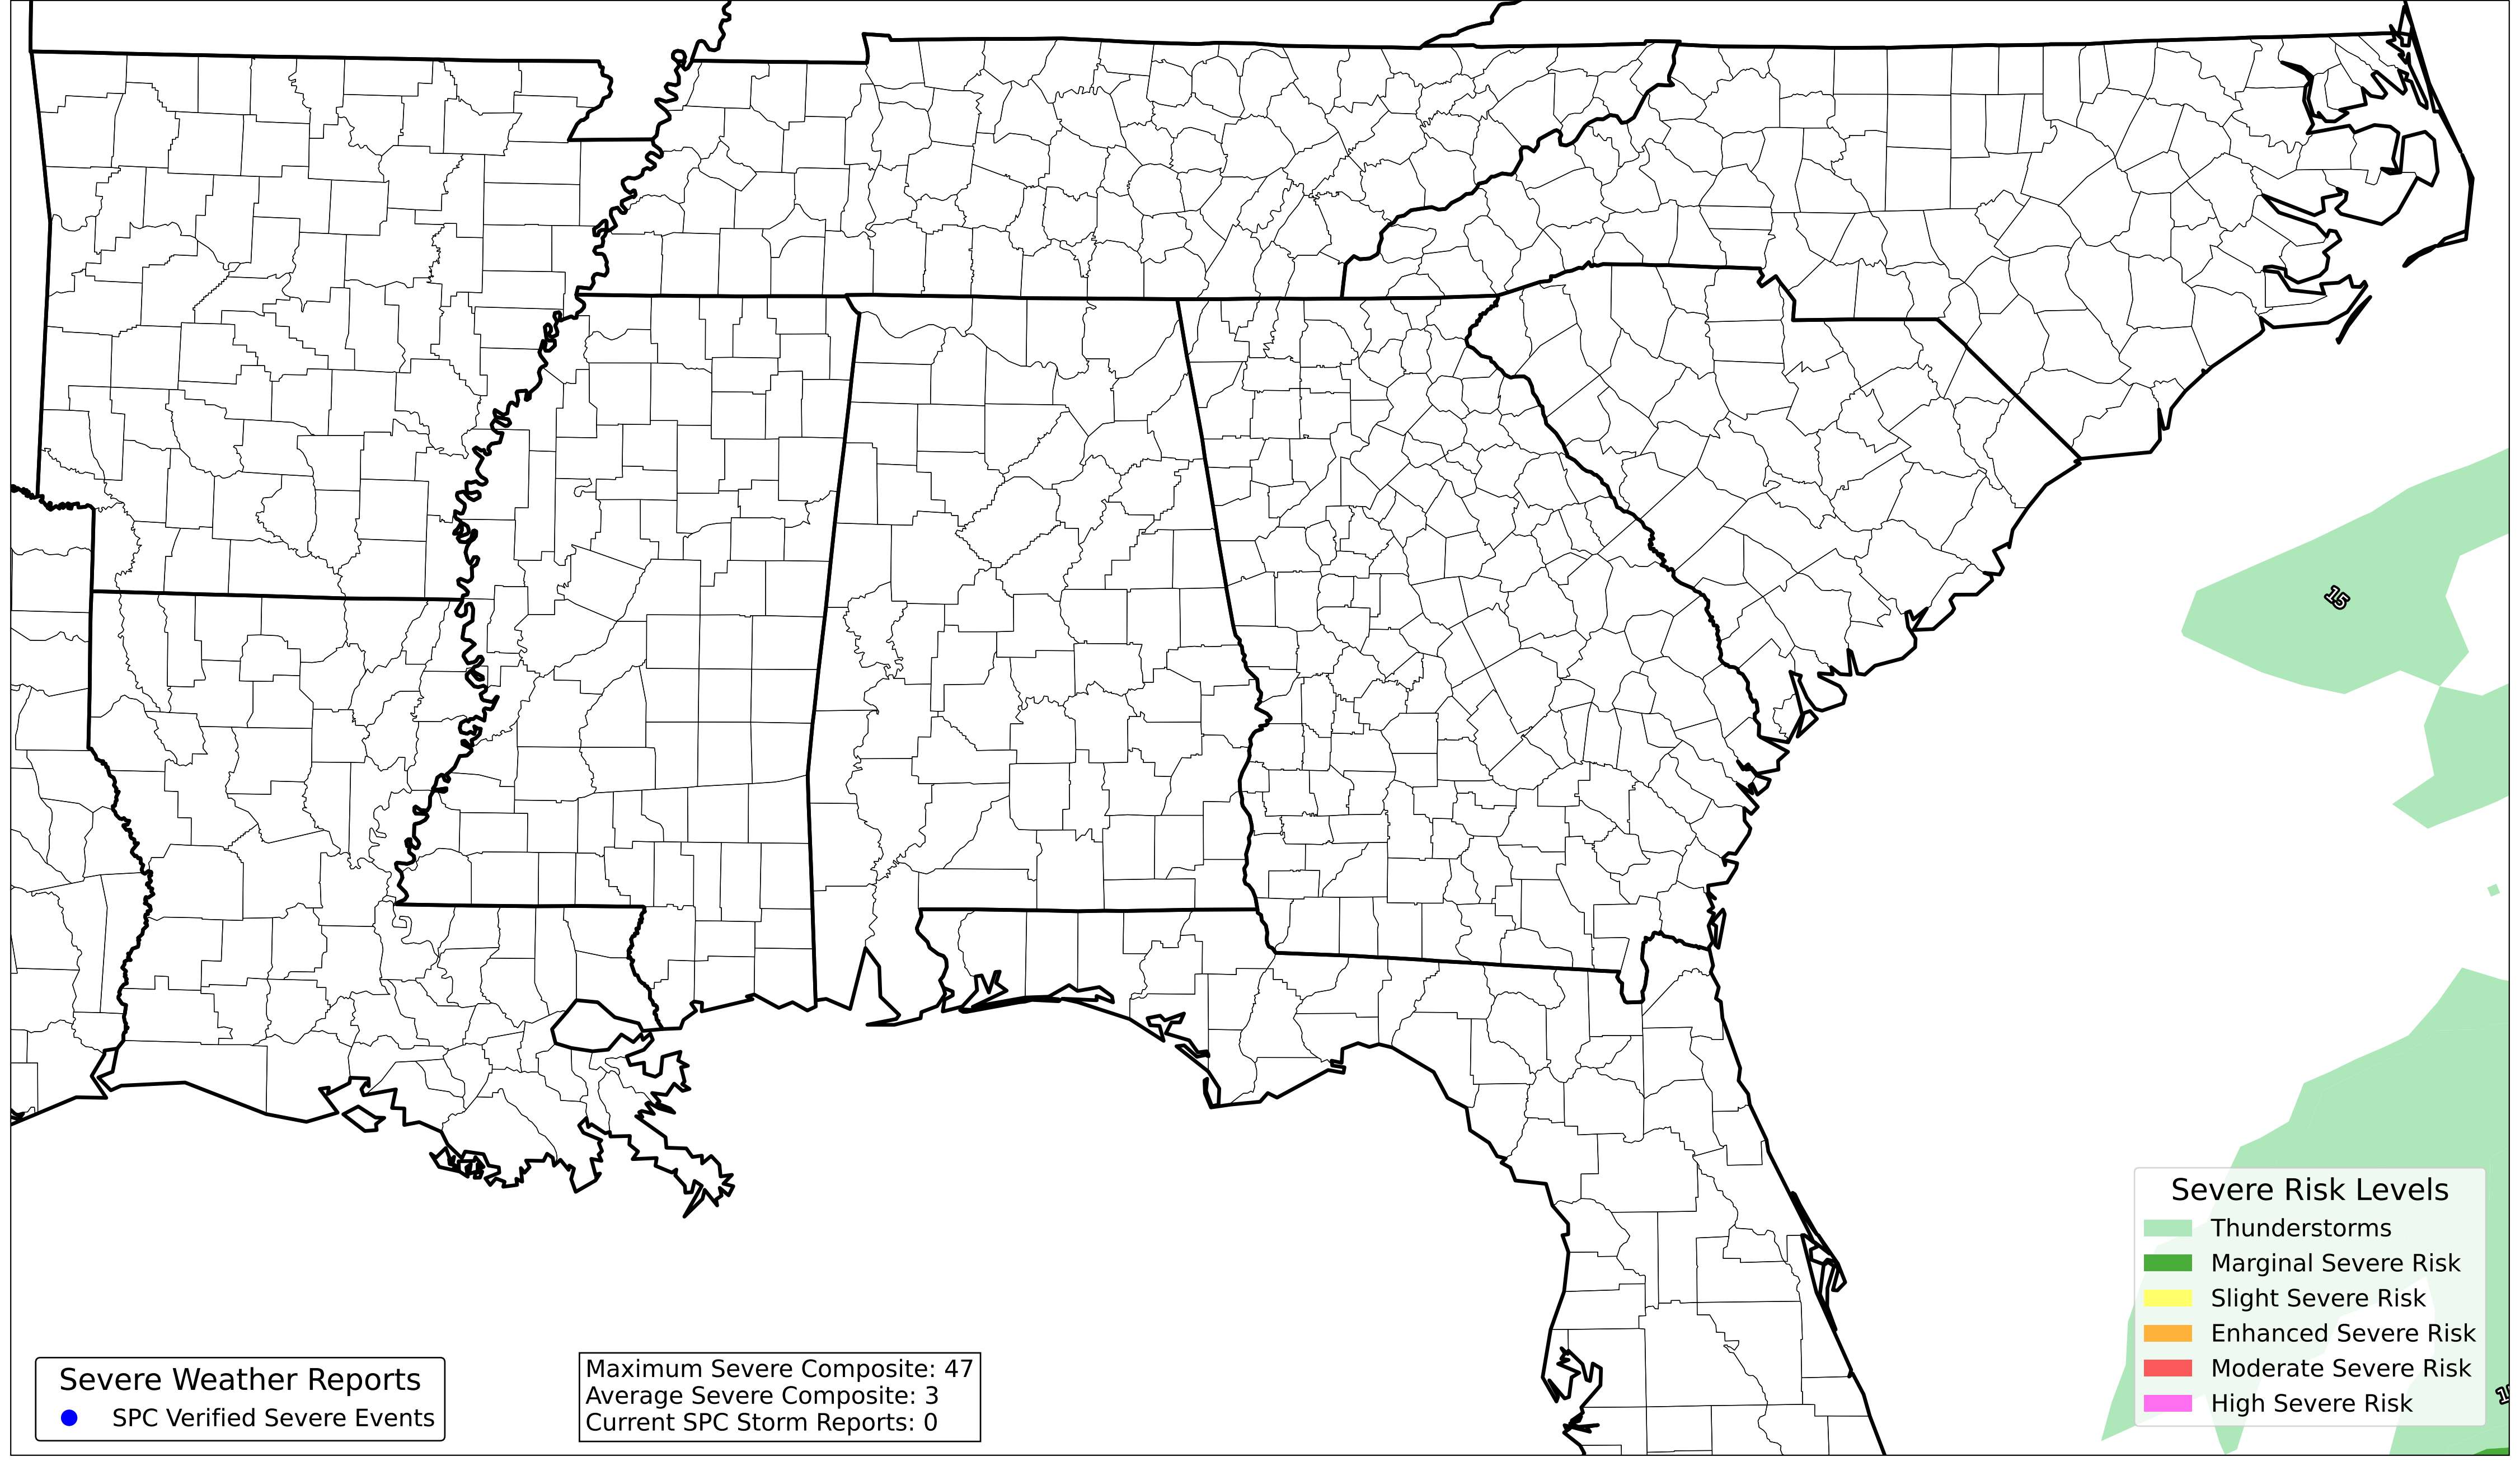 15
Severe Risk Levels
Thunderstorms
Marginal Severe Risk
Slight Severe Risk
Enhanced Severe Risk
Moderate Severe Risk
High Severe Risk
Severe Weather Reports
SPC Verified Severe Events
Maximum Severe Composite: 47
Average Severe Composite: 3
Current SPC Storm Reports: 0